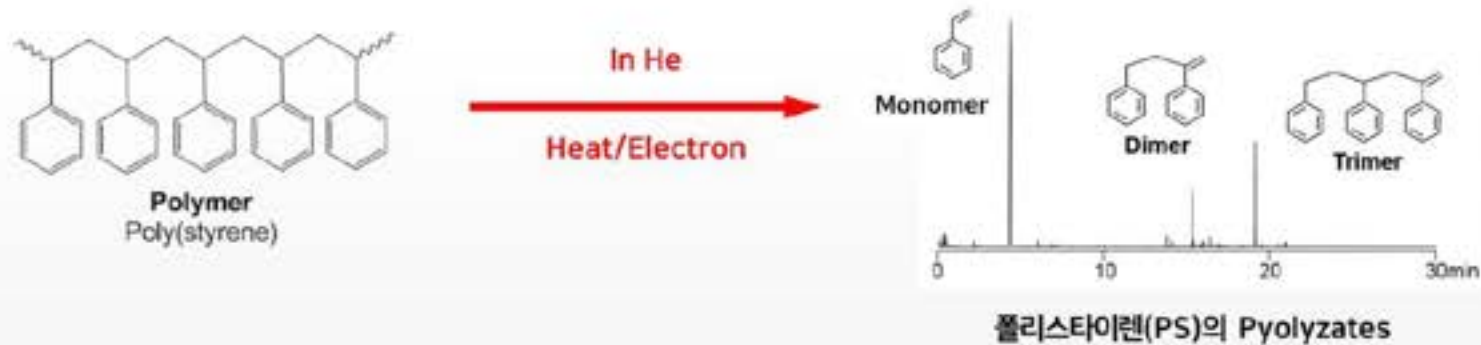 Polymer
Poly(styrene)
In He
Heat/Electron
Monomer
Dimer
Trimer
0 10 20 30min
폴리스타이렌(PS)의 Pyolyzates